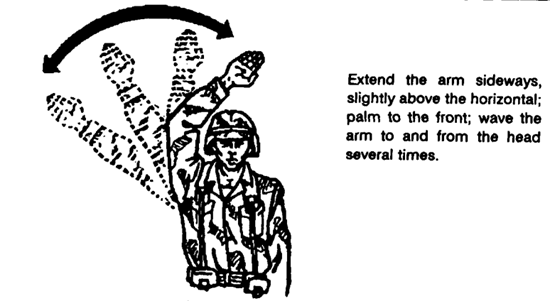 Extend the arm sideways,
slightly above the horizontal;
palm to the front; wave the
arm to and from the head
several times.